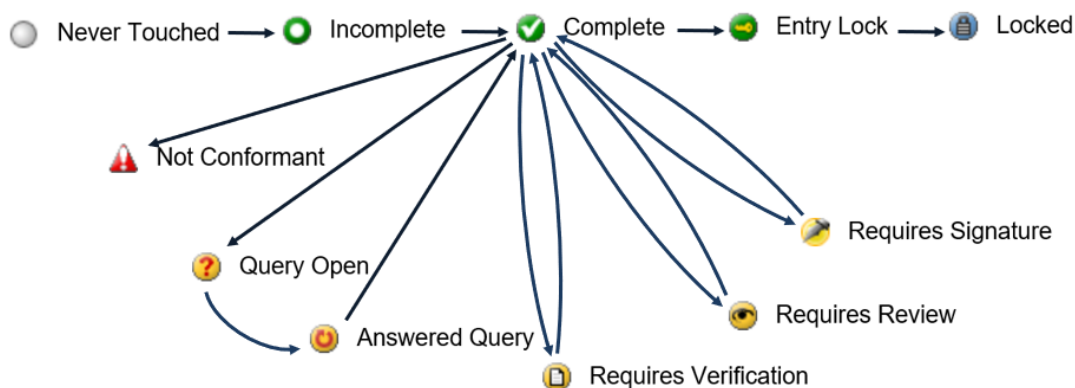 Never Touched
Incomplete
Complete
Entry Lock
Locked
Not Conformant
Requires Signature
Query Open
Requires Review
Answered Query
Requires Verification